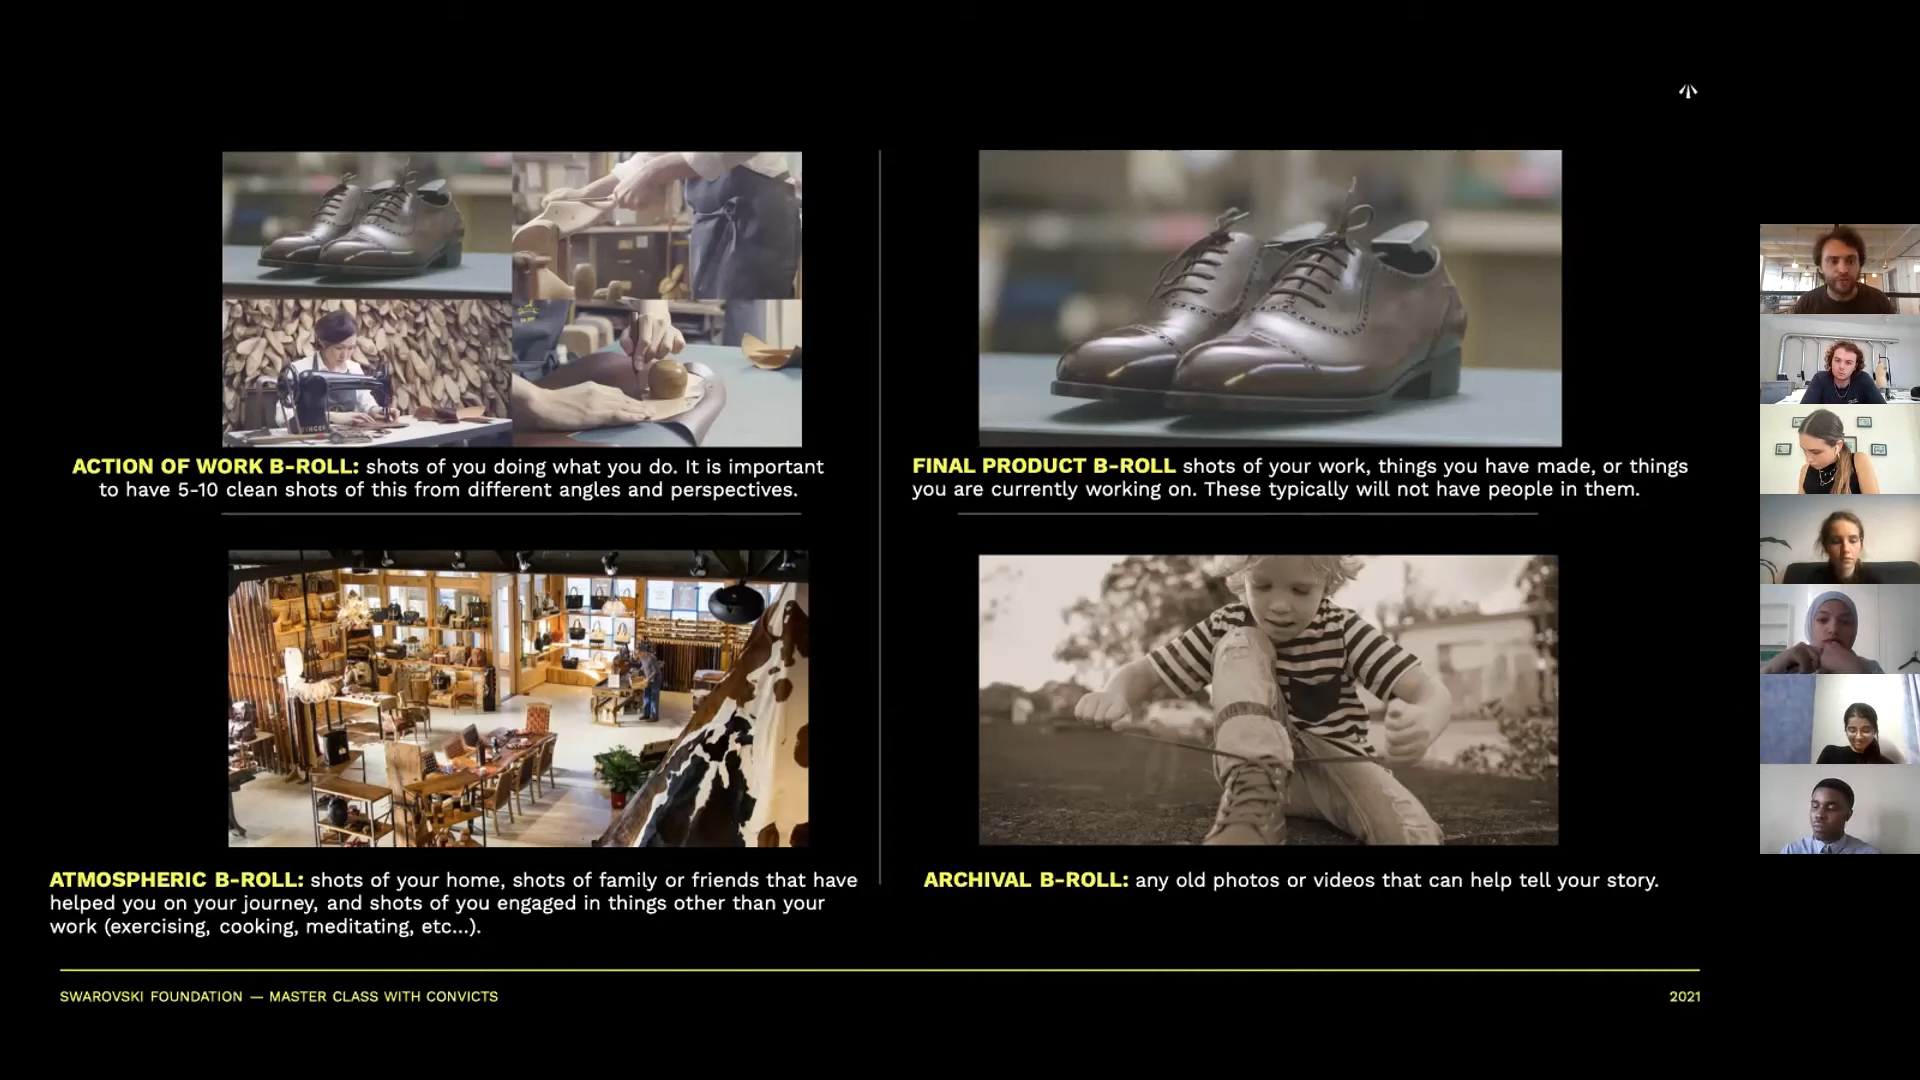 SINGER
ACTION OF WORK B-ROLL: shots of you doing what you do. It is important
to have 5-10 clean shots of this from different angles and perspectives.
FINAL PRODUCT B-ROLL shots of your work, things you have made, or things
you are currently working on. These typically will not have people in them.
ATMOSPHERIC B-ROLL: shots of your home, shots of family or friends that have
helped you on your journey, and shots of you engaged in things other than your
work (exercising, cooking, meditating, etc...).
ARCHIVAL B-ROLL: any old photos or videos that can help tell your story.
SWAROVSKI FOUNDATION — MASTER CLASS WITH CONVICTS
2021